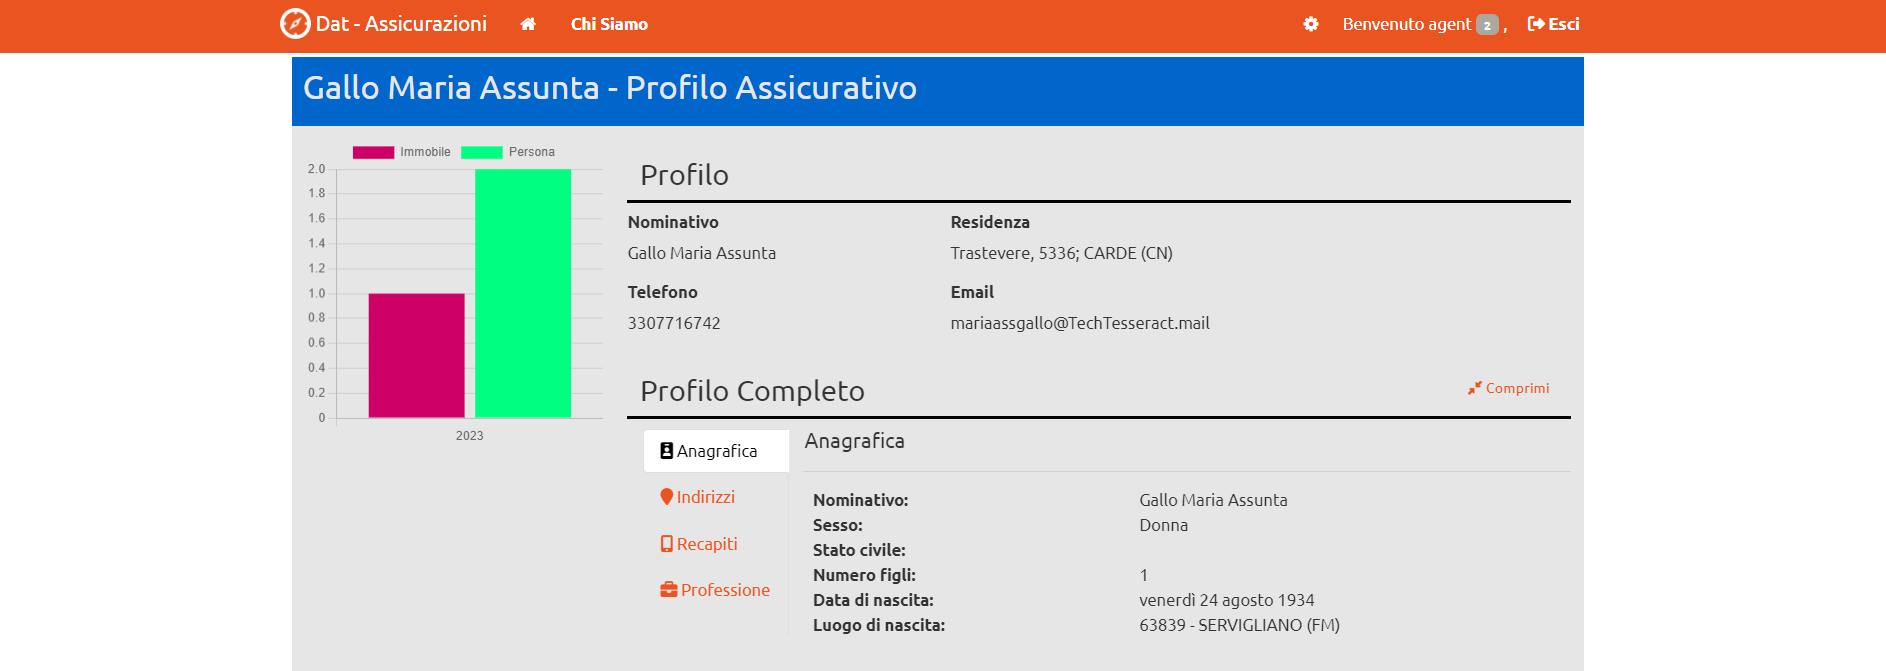 Dat - Assicurazioni
Chi Siamo
Benvenuto agent 2 ,
Esci
Gallo Maria Assunta - Profilo Assicurativo
Immobile
Persona
2.0
1.8
1.6
1.4
1.2
1.0
0.8
0.6
0.4
0.2
0
2023
Profilo
Nominativo
Gallo Maria Assunta
Residenza
Trastevere, 5336; CARDE (CN)
Telefono
3307716742
Email
mariaassgallo@TechTesseract.mail
Profilo Completo
Comprimi
Anagrafica
Indirizzi
Recapiti
Professione
Anagrafica
Nominativo: Gallo Maria Assunta
Sesso: Donna
Stato civile:
Numero figli: 1
Data di nascita: venerdì 24 agosto 1934
Luogo di nascita: 63839 - SERVIGLIANO (FM)